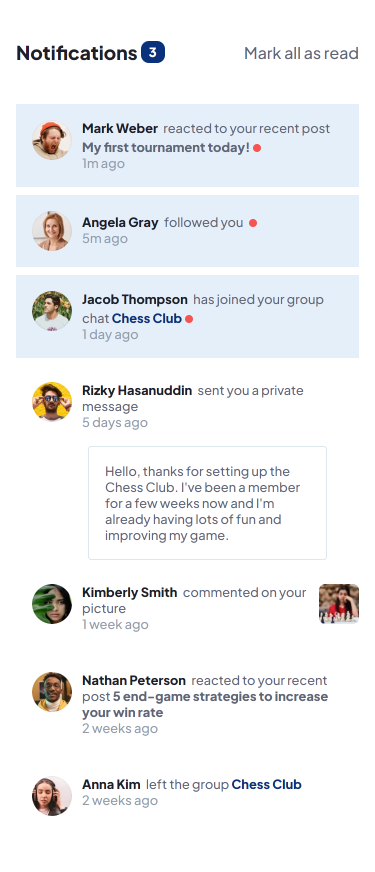 Notifications 3 Mark all as read
Mark Weber reacted to your recent post
My first tournament today!
1m ago
Angela Gray followed you
5m ago
Jacob Thompson has joined your group
chat Chess Club
1 day ago
Rizky Hasanuddin sent you a private
message
5 days ago
Hello, thanks for setting up the
Chess Club. I've been a member
for a few weeks now and I'm
already having lots of fun and
improving my game.
Kimberly Smith commented on your
picture
1 week ago
Nathan Peterson reacted to your recent
post 5 end-game strategies to increase
your win rate
2 weeks ago
Anna Kim left the group Chess Club
2 weeks ago